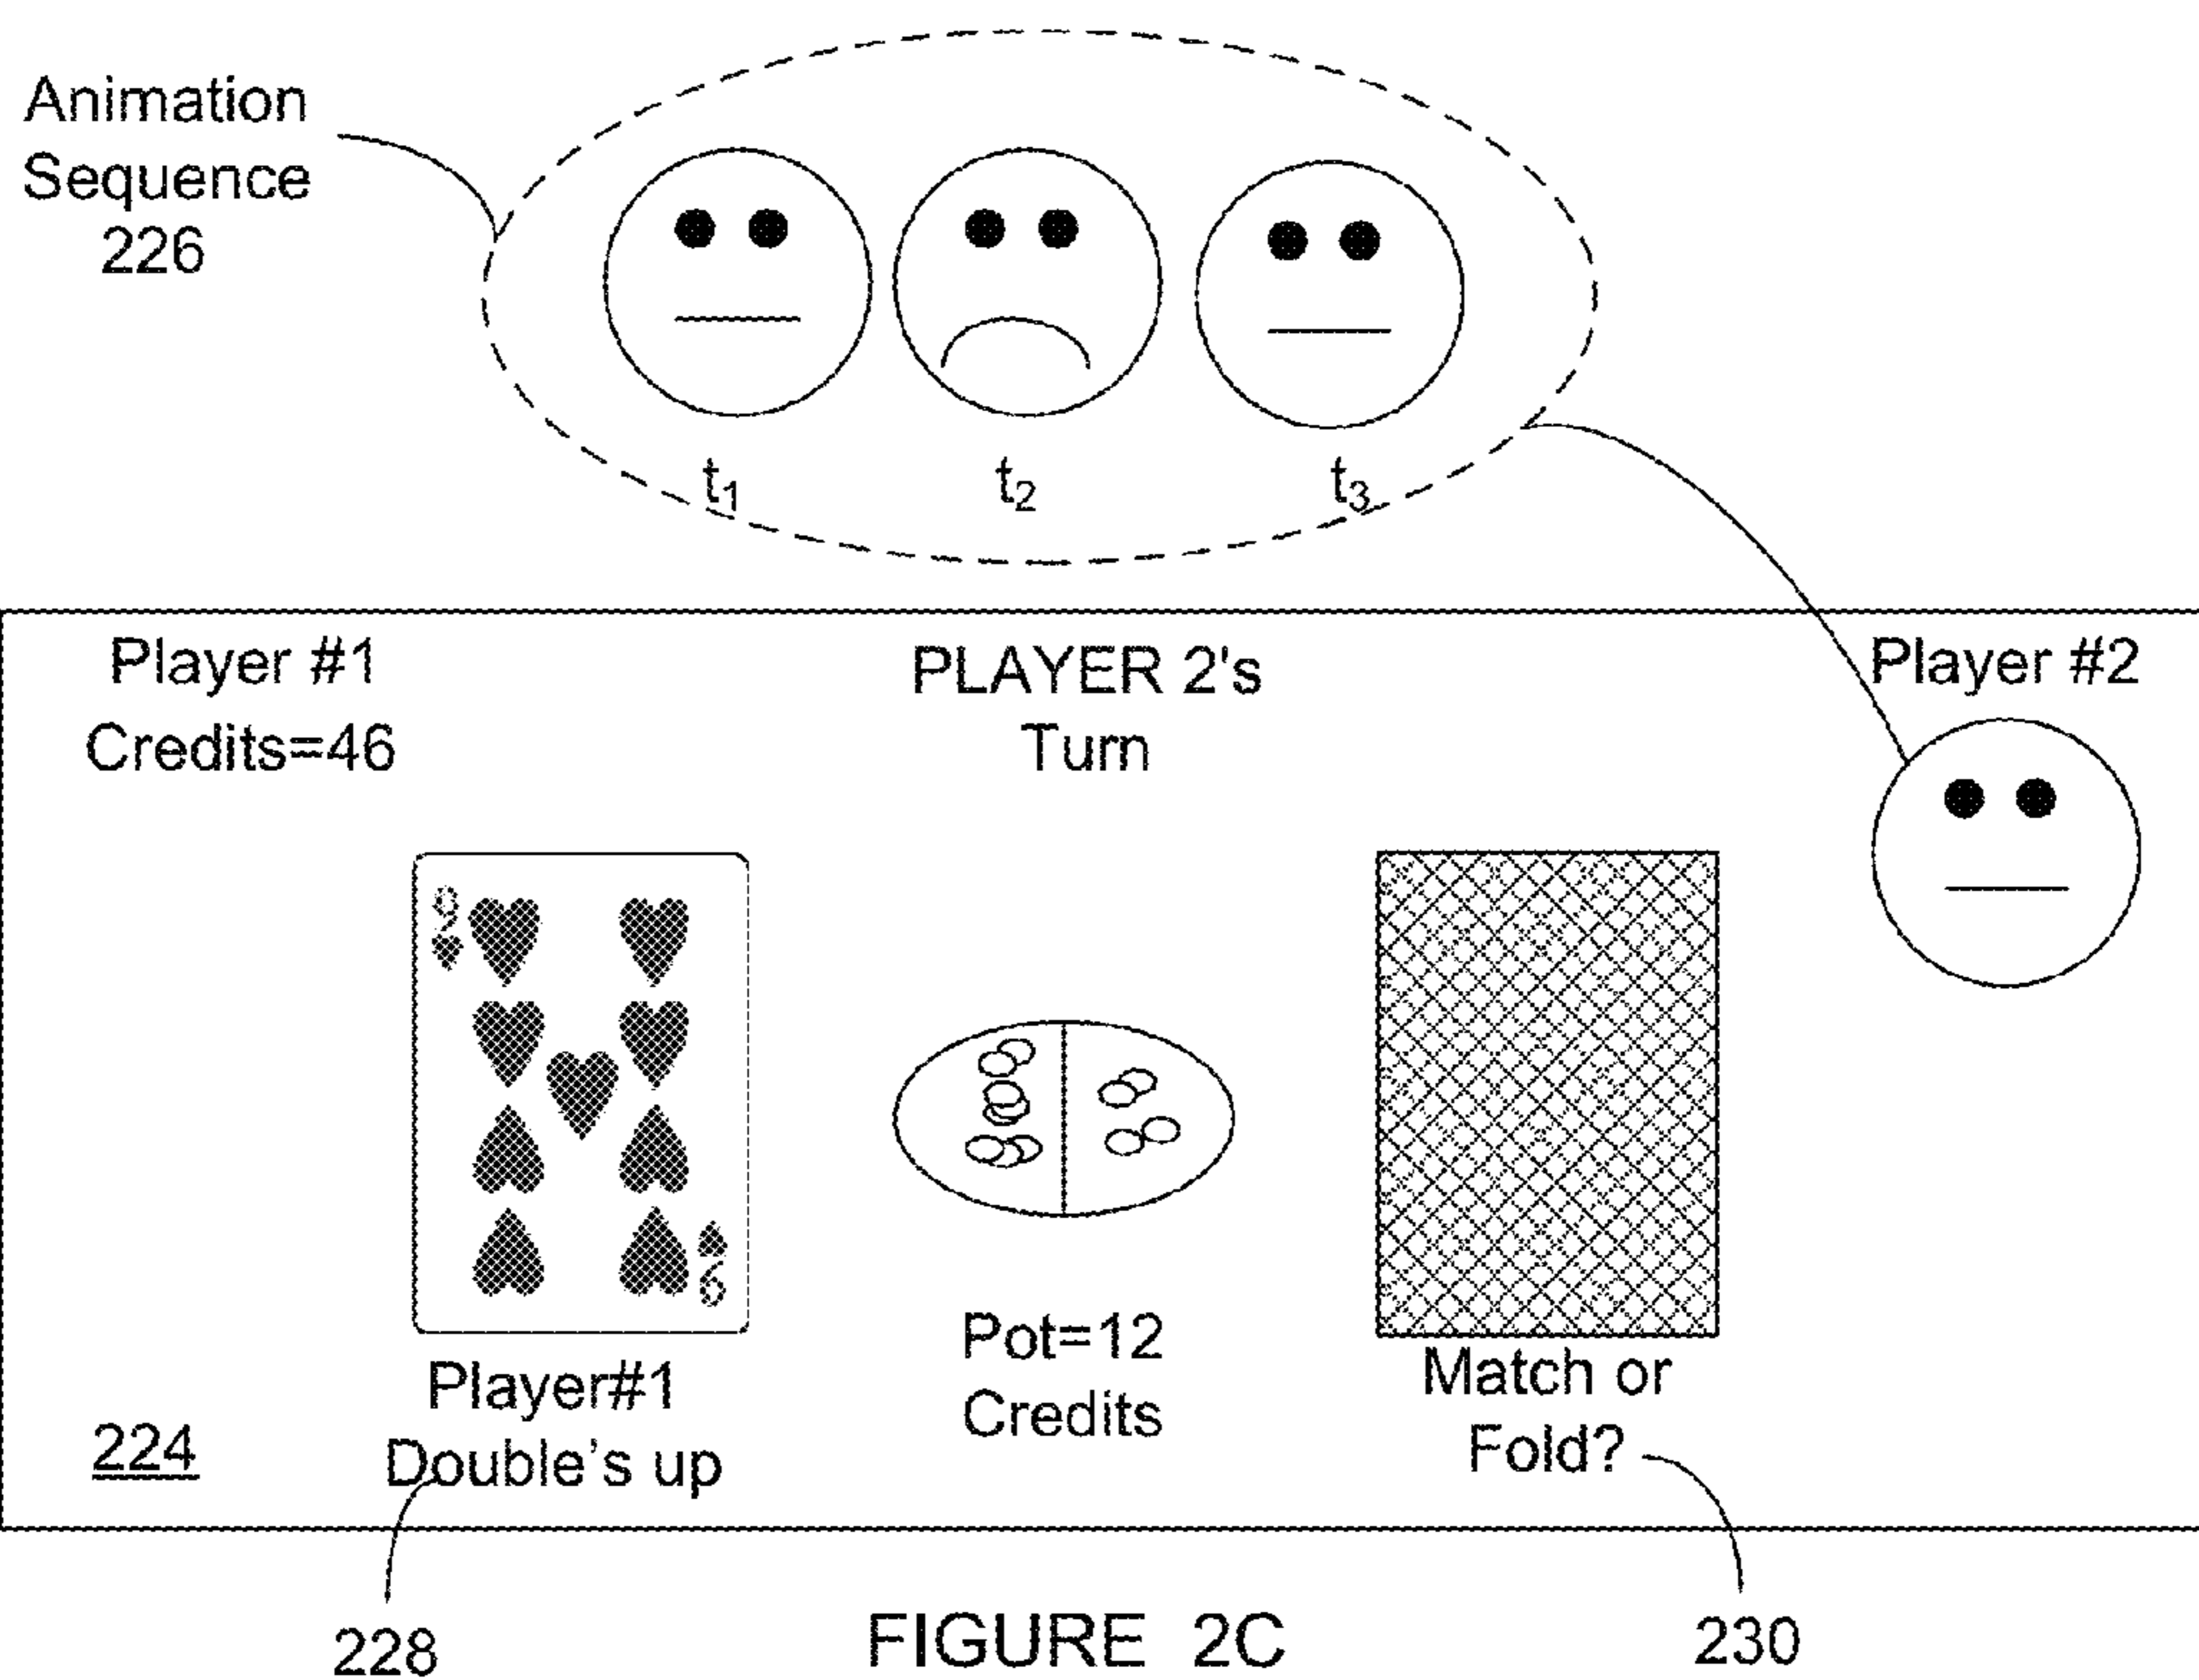 Animation
Sequence
226
t1
t2
t3
Player #1
Credits=46
PLAYER 2's
Turn
Player #2
9
9
Player#1
Double's up
Pot=12
Credits
Match or
Fold?
224
228
FIGURE 2C
230